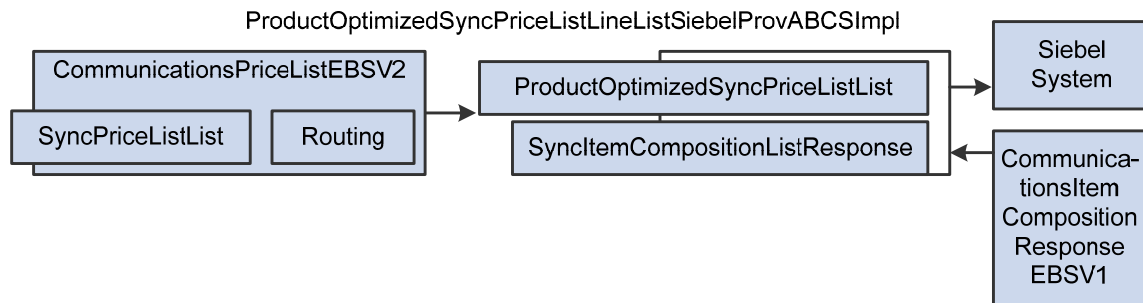 ProductOptimizedSyncPriceListLineListSiebelProvABCSImpl
CommunicationsPriceListEBSV2
SyncPriceListList
Routing
ProductOptimizedSyncPriceListList
SyncItemCompositionListResponse
Siebel
System
Communica-
tionsItem
Composition
Response
EBSV1